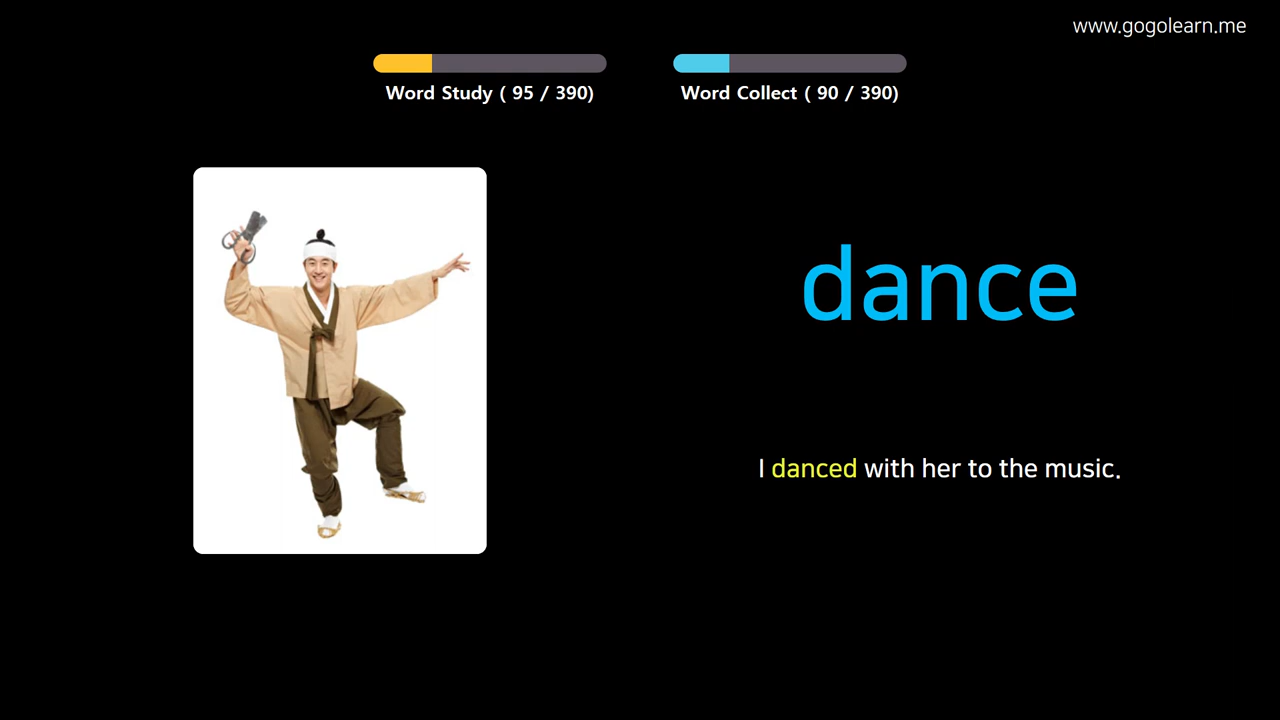 www.gogolearn.me
Word Study ( 95 / 390)
Word Collect ( 90 / 390)
dance
I danced with her to the music.